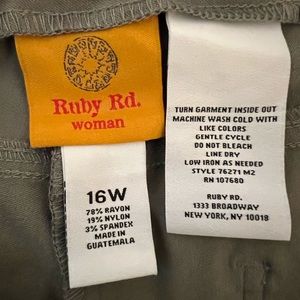 Ruby Rd.
woman
16W
78% RAYON
19% NYLON
3% SPANDEX
MADE IN
GUATEMALA
TURN GARMENT INSIDE OUT
MACHINE WASH COLD WITH
LIKE COLORS
GENTLE CYCLE
DO NOT BLEACH
LINE DRY
LOW IRON AS NEEDED
STYLE 76271 M2
RN 107680
RUBY RD.
1333 BROADWAY
NEW YORK, NY 10018